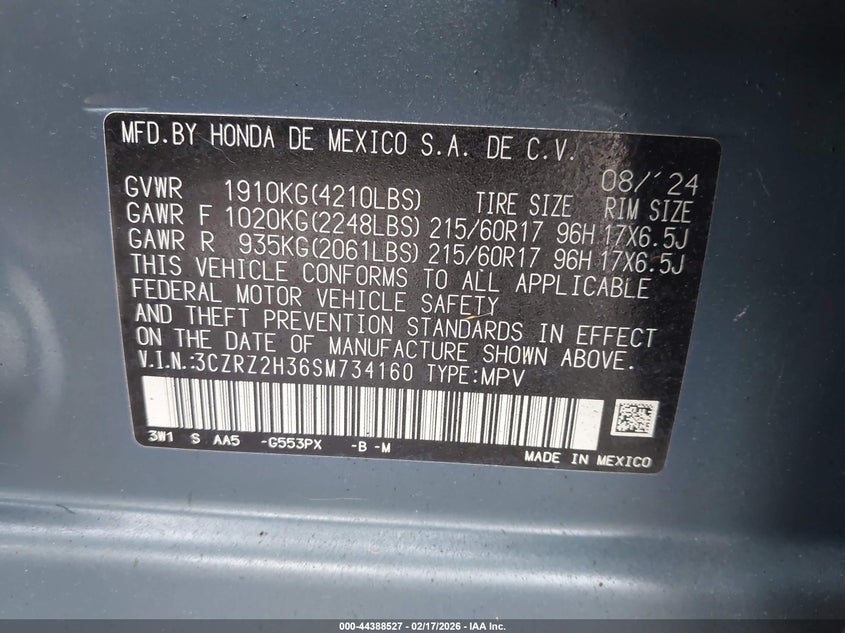 MFD.BY HONDA DE MEXICO S.A. DE C.V.
08/'24
GVWR 1910KG(4210LBS) TIRE SIZE RIM SIZE
GAWR F 1020KG(2248LBS) 215/60R17 96H 17X6.5J
GAWR R 935KG(2061LBS) 215/60R17 96H 17X6.5J
THIS VEHICLE CONFORMS TO ALL APPLICABLE
FEDERAL MOTOR VEHICLE SAFETY
AND THEFT PREVENTION STANDARDS IN EFFECT
ON THE DATE OF MANUFACTURE SHOWN ABOVE.
V.I.N.:3CZRZ2H36SM734160 TYPE:MPV
3W1 S AA5 -G553PX -B -M
MADE IN MEXICO
000-44388527 - 02/17/2026 - IAA Inc.